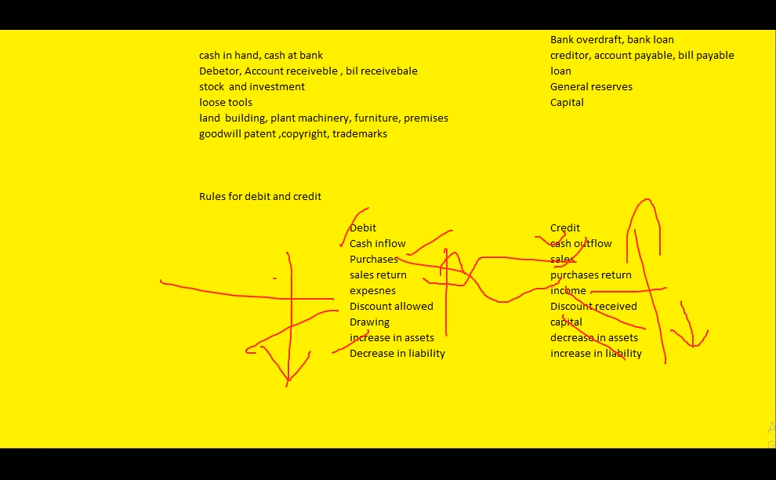 Bank overdraft, bank loan
cash in hand, cash at bank
creditor, account payable, bill payable
Debetor, Account receiveble , bil receivebale
loan
stock and investment
General reserves
loose tools
Capital
land building, plant machinery, furniture, premises
goodwill patent ,copyright, trademarks
Rules for debit and credit
Debit
Credit
Cash inflow
cash outflow
Purchases
sales
sales return
purchases return
expesnes
income
Discount allowed
Discount received
Drawing
capital
increase in assets
decrease in assets
Decrease in liability
increase in liability